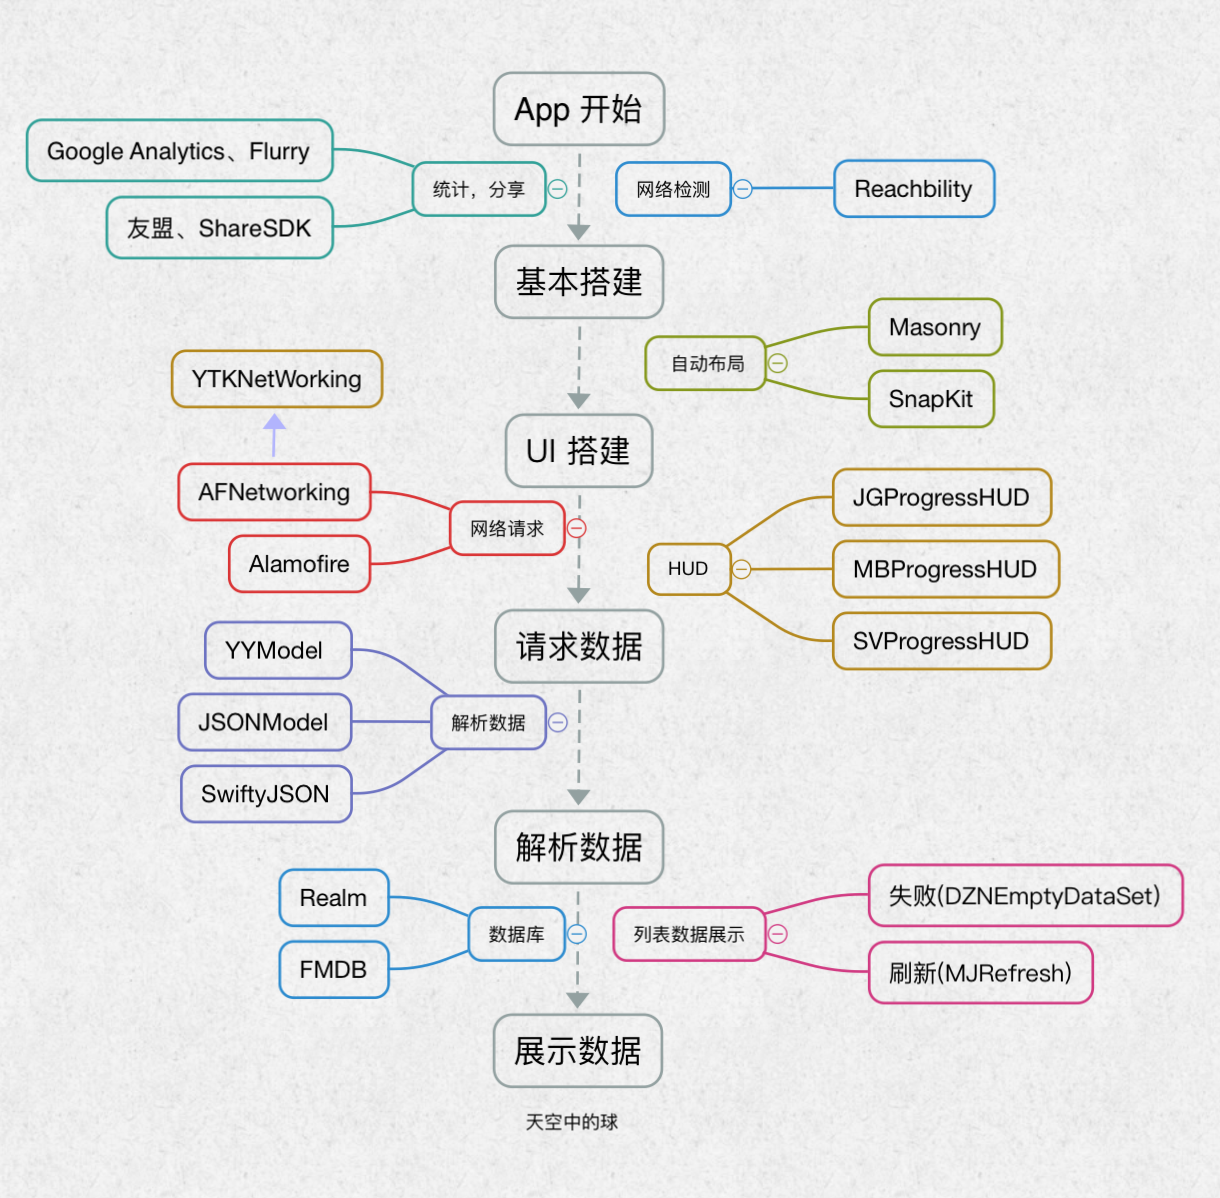 App 开始
Google Analytics、Flurry
统计，分享
网络检测
Reachbility
友盟、ShareSDK
基本搭建
Masonry
自动布局
YTKNetWorking
SnapKit
UI 搭建
AFNetworking
JGProgressHUD
网络请求
Alamofire
HUD
MBProgressHUD
请求数据
SVProgressHUD
YYModel
JSONModel
解析数据
SwiftyJSON
解析数据
Realm
失败(DZNEmptyDataSet)
数据库
列表数据展示
FMDB
刷新(MJRefresh)
展示数据
天空中的球